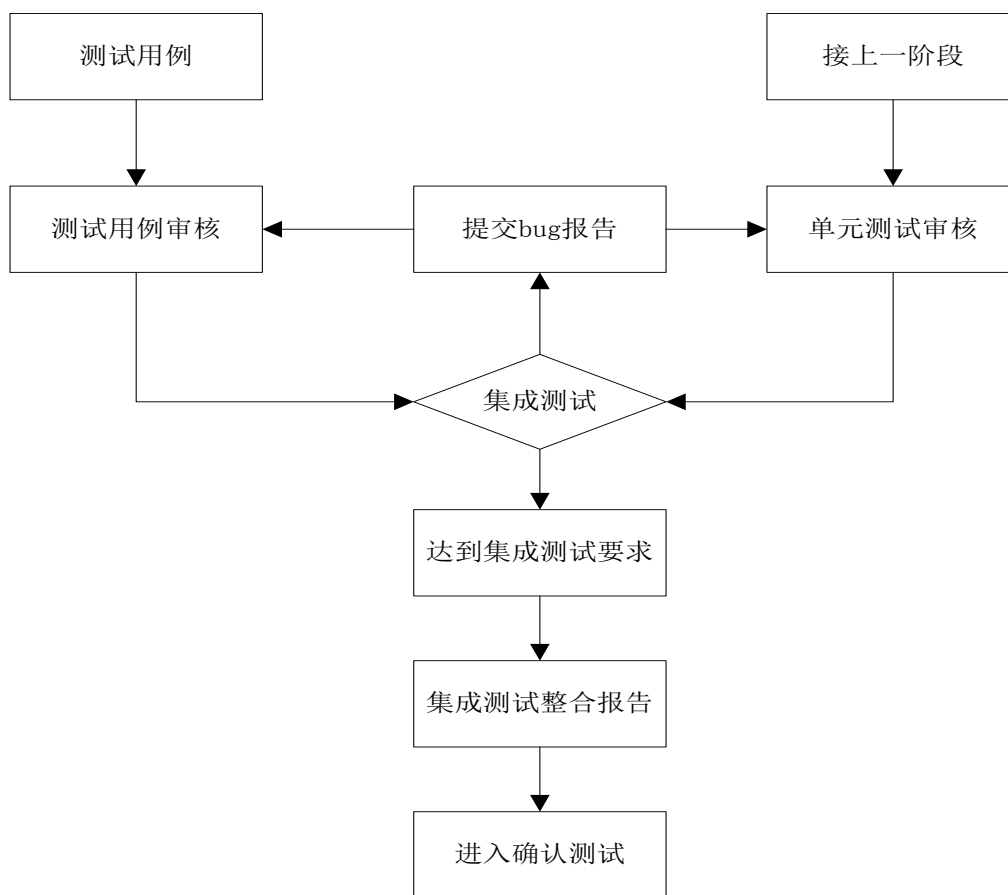 测试用例
接上一阶段
测试用例审核
提交bug报告
单元测试审核
集成测试
达到集成测试要求
集成测试整合报告
进入确认测试